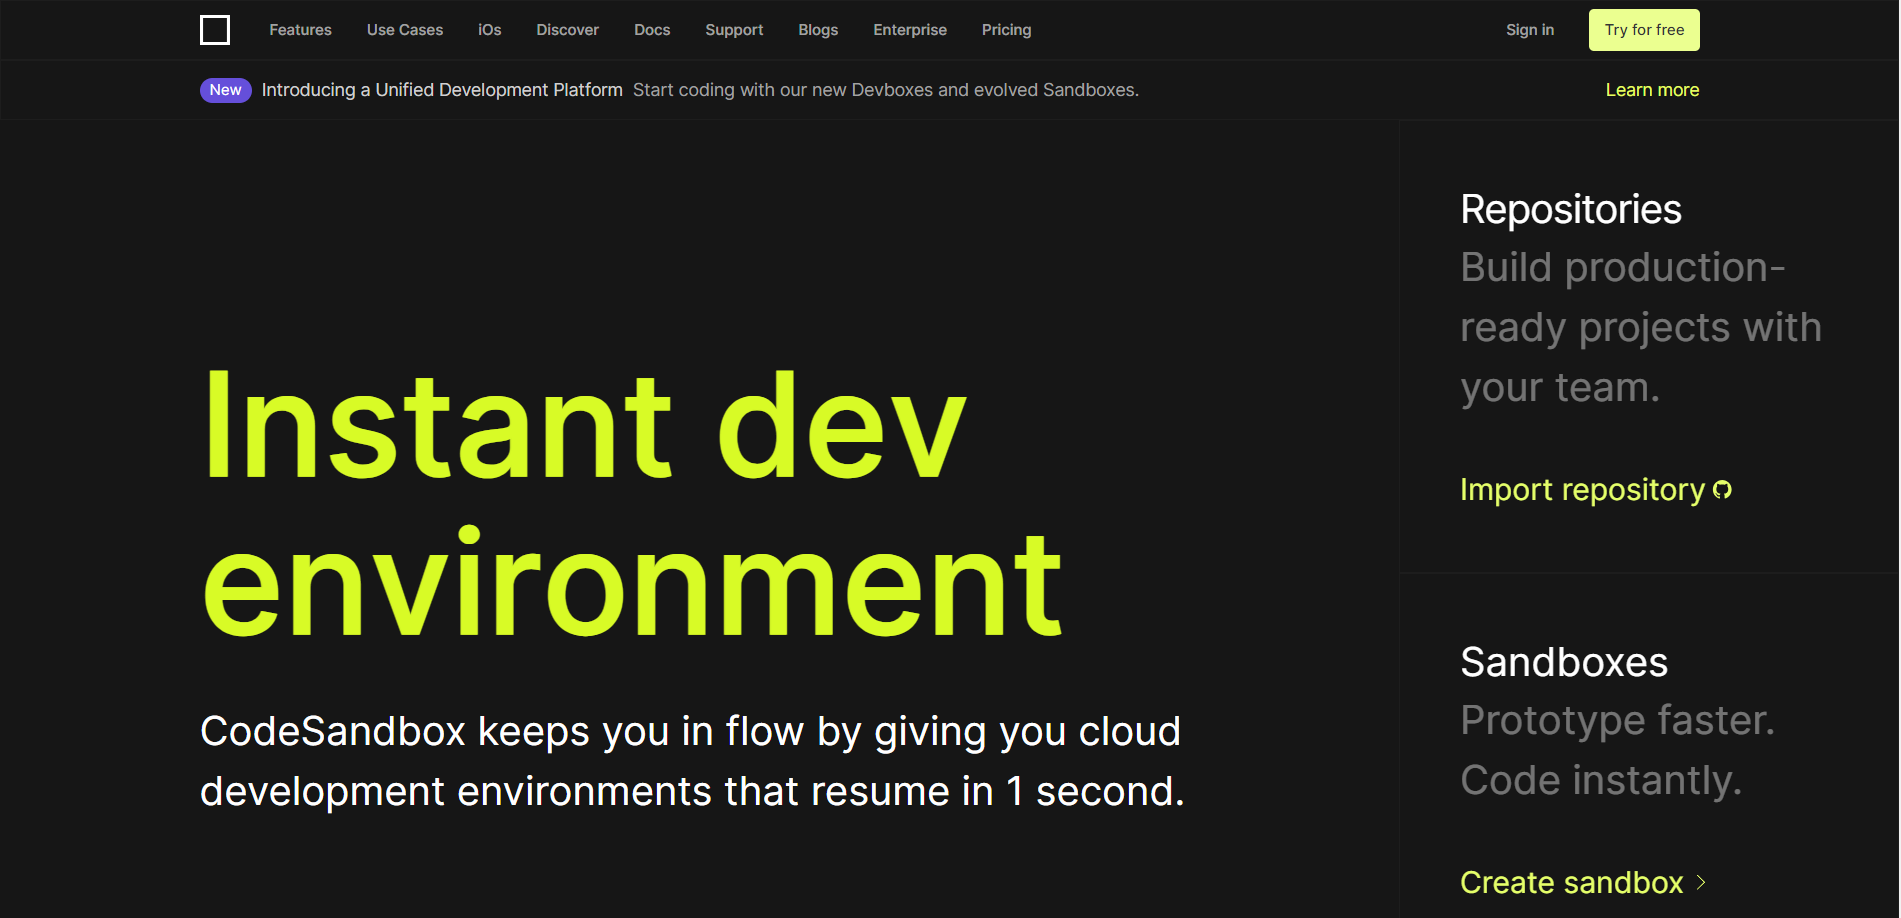 Features Use Cases iOs Discover Docs Support Blogs Enterprise Pricing Sign in Try for free
New Introducing a Unified Development Platform Start coding with our new Devboxes and evolved Sandboxes. Learn more
Instant dev
environment
CodeSandbox keeps you in flow by giving you cloud
development environments that resume in 1 second.
Repositories
Build production-
ready projects with
your team.
Import repository
Sandboxes
Prototype faster.
Code instantly.
Create sandbox